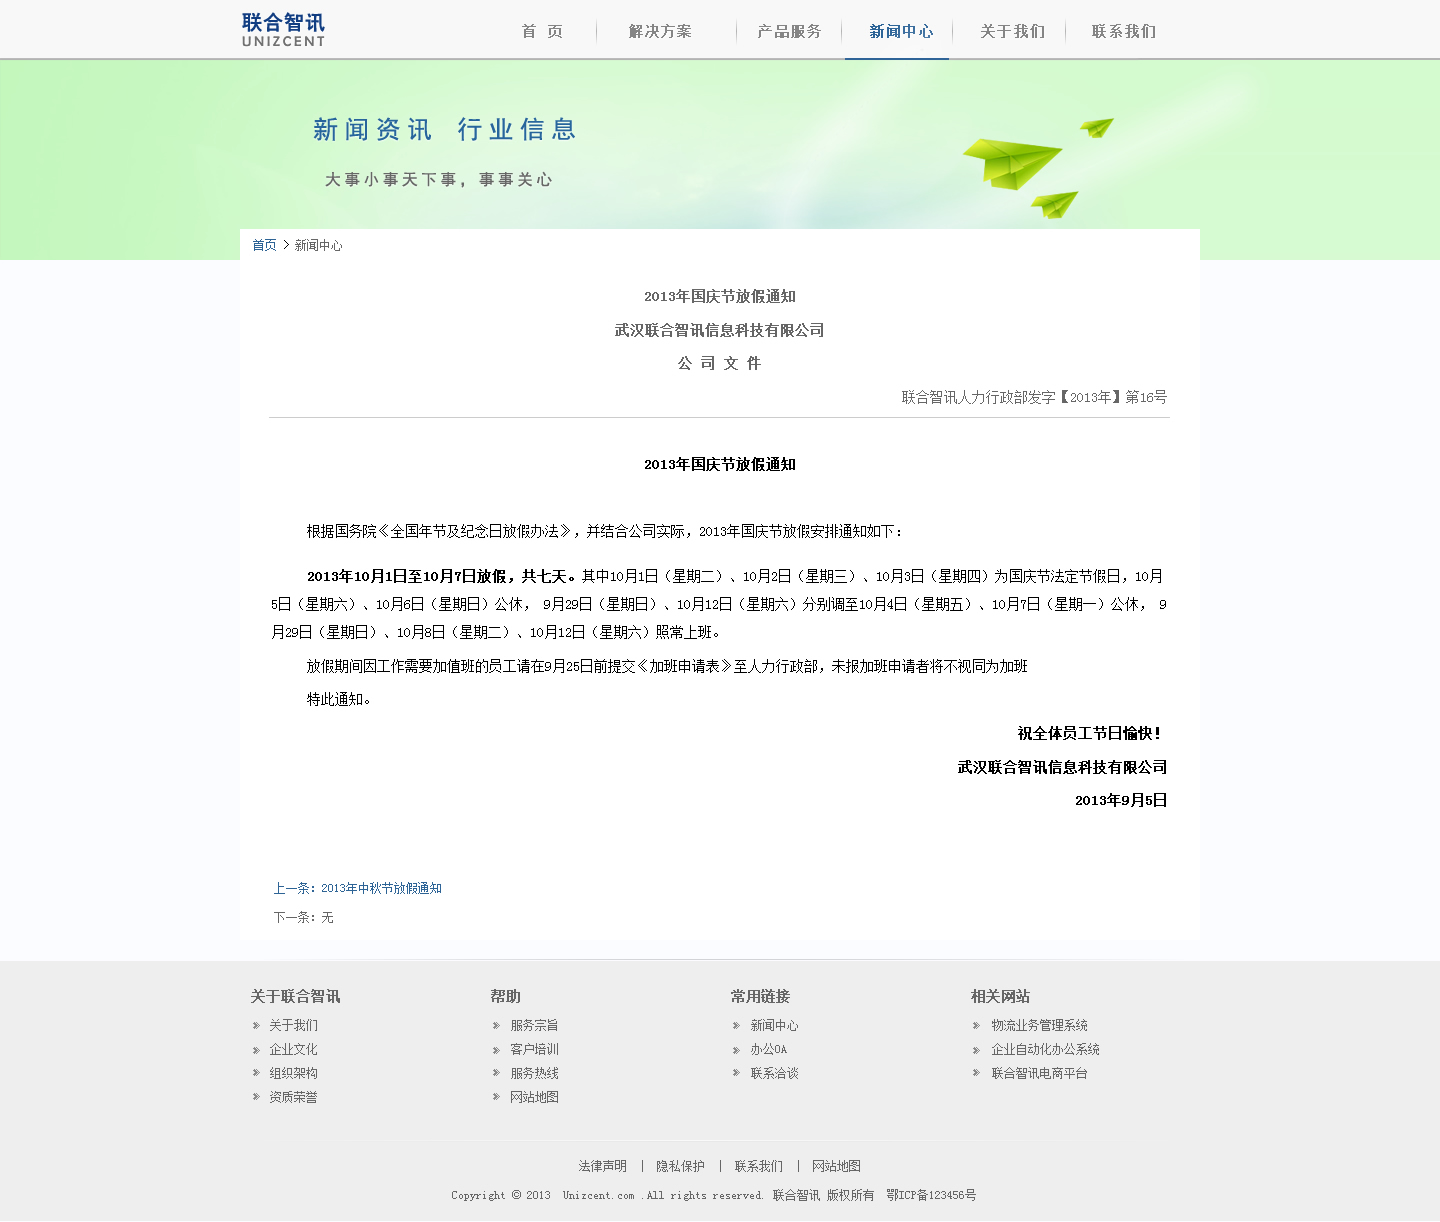 联合智讯
UNIZCENT
首 页
解决方案
产品服务
新闻中心
关于我们
联系我们
新闻资讯 行业信息
大事小事天下事，事事关心
首页 > 新闻中心
2013年国庆节放假通知
武汉联合智讯信息科技有限公司
公 司 文 件
联合智讯人力行政部发字【2013年】第16号
2013年国庆节放假通知
根据国务院《全国年节及纪念日放假办法》，并结合公司实际，2013年国庆节放假安排通知如下：
2013年10月1日至10月7日放假，共七天。其中10月1日（星期二）、10月2日（星期三）、10月3日（星期四）为国庆节法定节假日，10月
5日（星期六）、10月6日（星期日）公休， 9月29日（星期日）、10月12日（星期六）分别调至10月4日（星期五）、10月7日（星期一）公休， 9
月29日（星期日）、10月8日（星期二）、10月12日（星期六）照常上班。
放假期间因工作需要加值班的员工请在9月25日前提交《加班申请表》至人力行政部，未报加班申请者将不视同为加班
特此通知。
祝全体员工节日愉快！
武汉联合智讯信息科技有限公司
2013年9月5日
上一条：2013年中秋节放假通知
下一条：无
关于联合智讯
» 关于我们
» 企业文化
» 组织架构
» 资质荣誉
帮助
» 服务宗旨
» 客户培训
» 服务热线
» 网站地图
常用链接
» 新闻中心
» 办公OA
» 联系洽谈
相关网站
» 物流业务管理系统
» 企业自动化办公系统
» 联合智讯电商平台
法律声明 | 隐私保护 | 联系我们 | 网站地图
Copyright © 2013 Unizcent.com .All rights reserved. 联合智讯 版权所有 鄂ICP备123456号